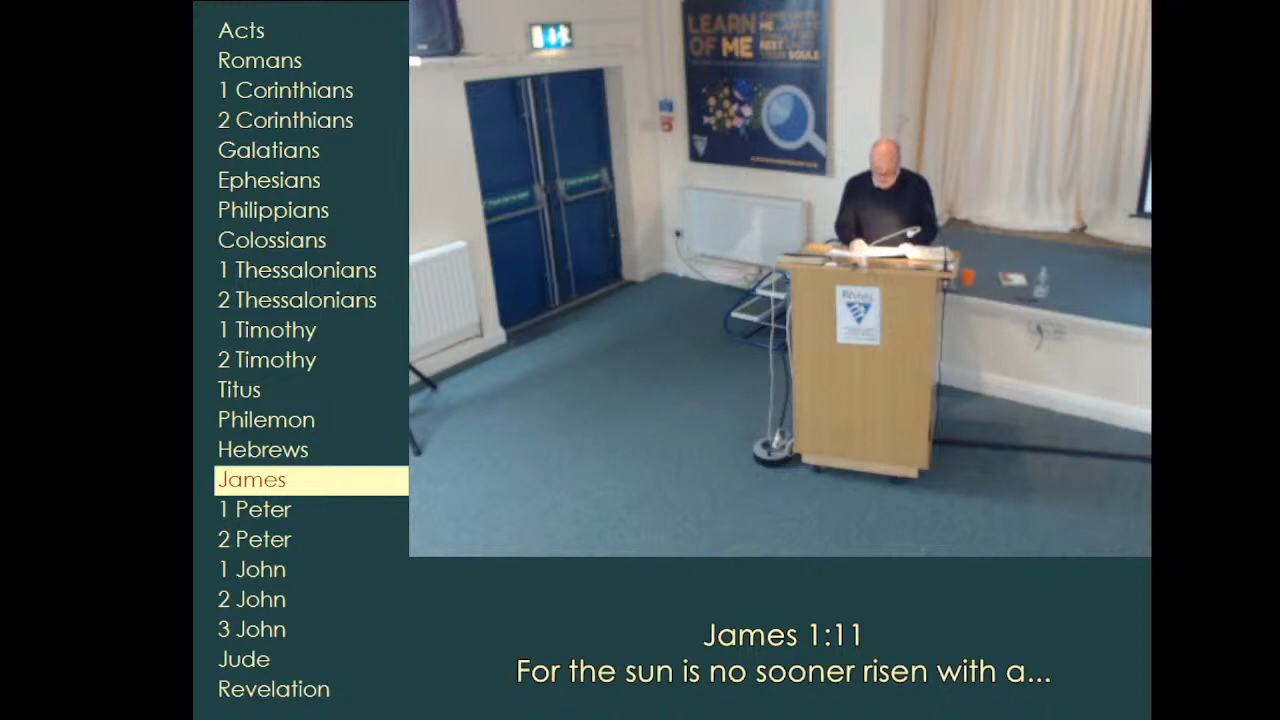 Acts
Romans
1 Corinthians
2 Corinthians
Galatians
Ephesians
Philippians
Colossians
1 Thessalonians
2 Thessalonians
1 Timothy
2 Timothy
Titus
Philemon
Hebrews
James
1 Peter
2 Peter
1 John
2 John
3 John
Jude
Revelation
LEARN
OF ME
REST
SOULS
James 1:11
For the sun is no sooner risen with a...